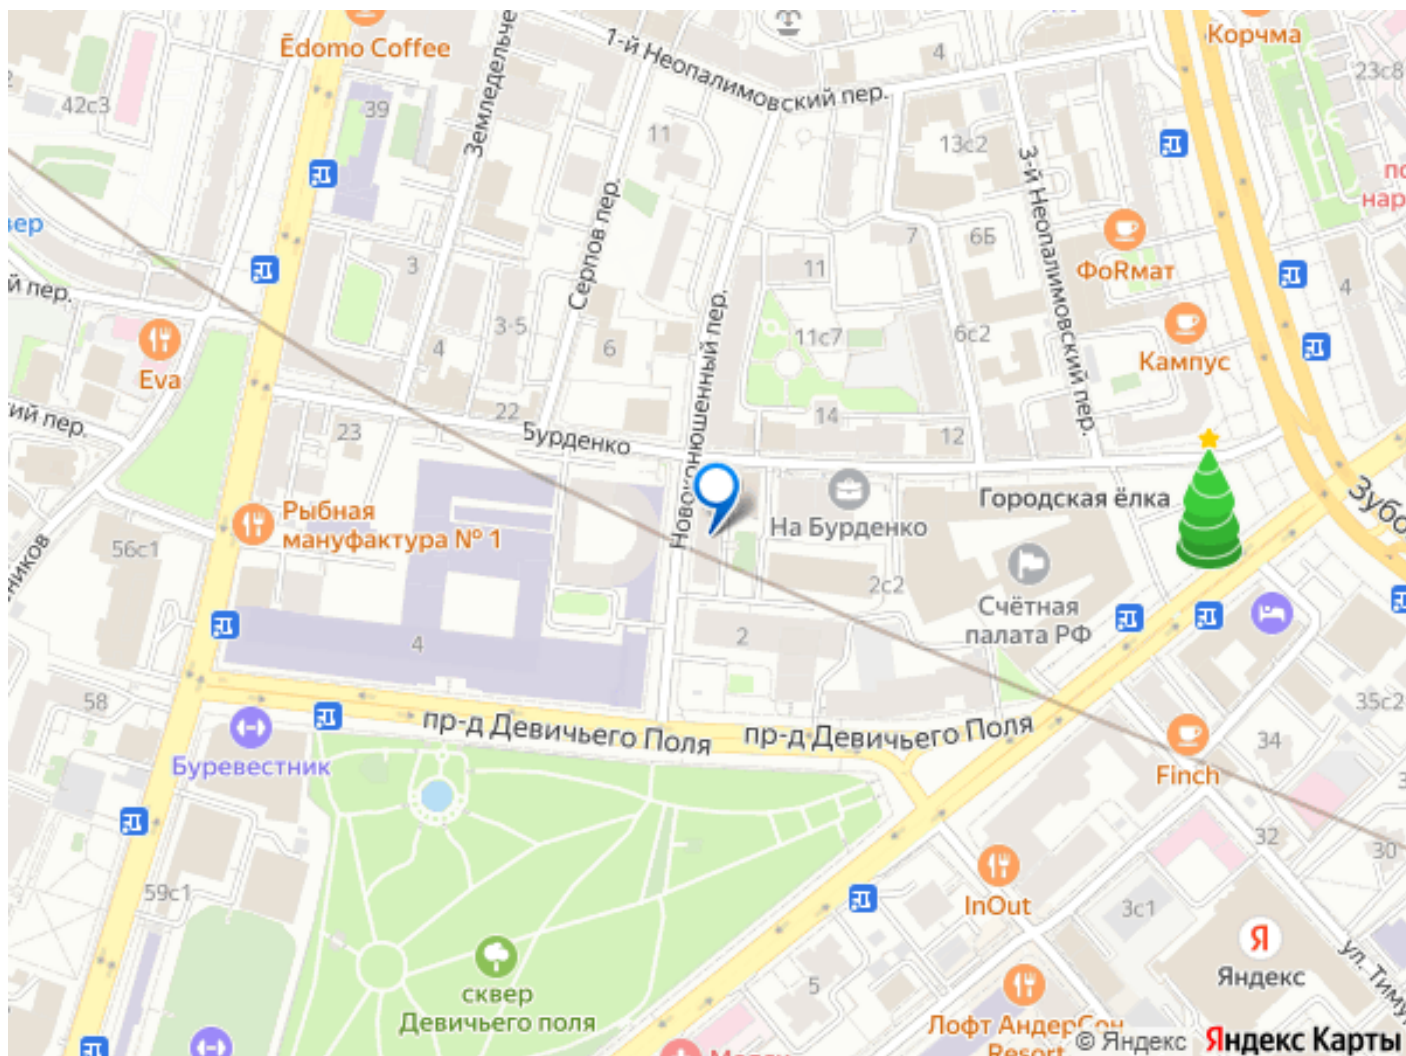 Ēdomo Coffee
Корчма
1-й Неопалимовский пер.
4
23с8
42с3
39
11
13с2
3-й Неопалимовский пер.
Серпов пер.
7
6Б
ФоRмат
3
11
4
й пер.
3-5
6
11с7
6с2
Кампус
Eva
4
Новоконюшенный пер.
22
14
12
23
Бурденко
Городская ёлка
На Бурденко
Рыбная
мануфактура № 1
56с1
2с2
Счётная
палата РФ
4
2
58
35с2
пр-д Девичьего Поля
пр-д Девичьего Поля
34
Буревестник
Finch
32
30
59с1
InOut
3с1
Яндекс
5
сквер
Девичьего поля
Лофт АндерСон
Resort
© Яндекс
Яндекс Карты